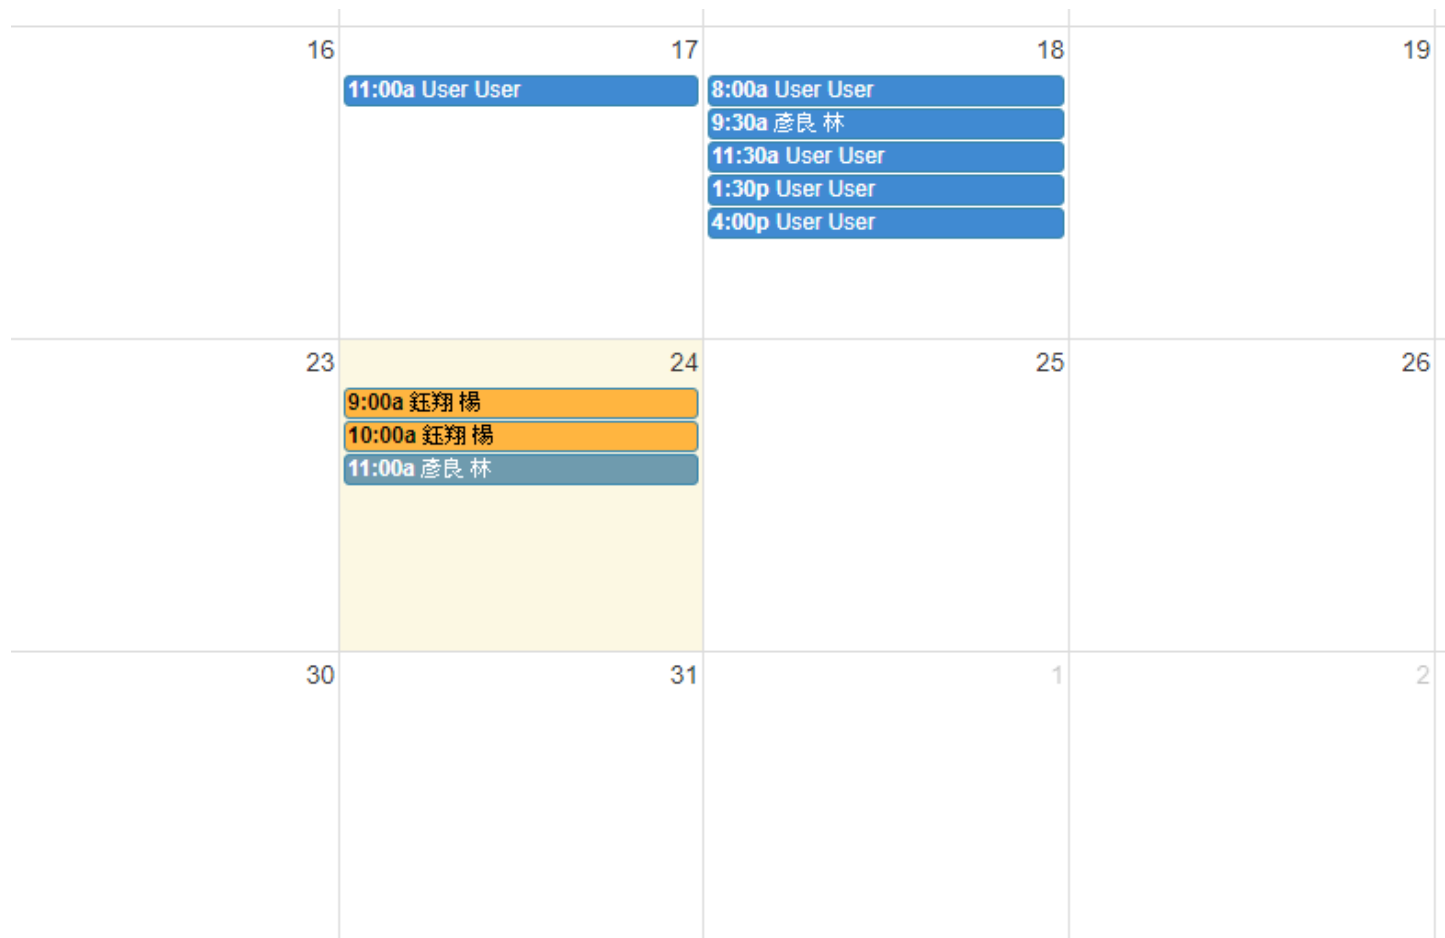 16
17
18
19
11:00a User User
8:00a User User
9:30a 彥良 林
11:30a User User
1:30p User User
4:00p User User
23
24
25
26
9:00a 鈺翔 楊
10:00a 鈺翔 楊
11:00a 彥良 林
30
31
1
2